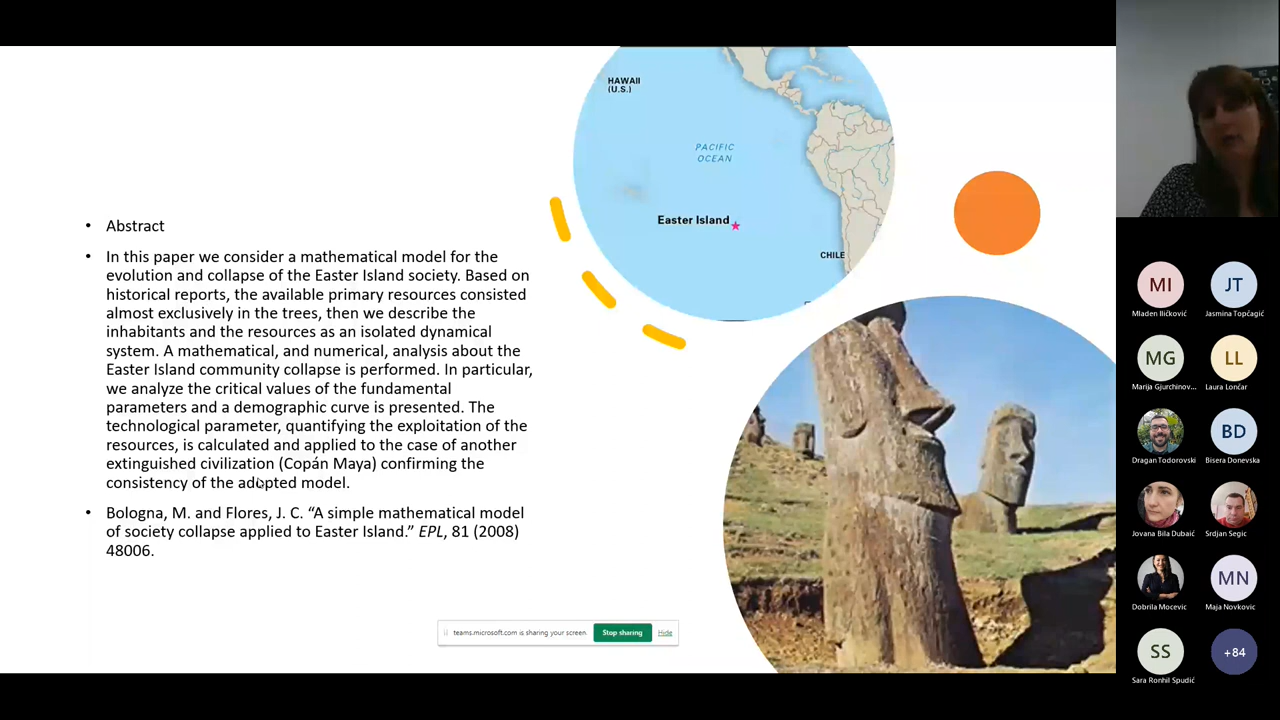 HAWAII
(U.S.)
PACIFIC
OCEAN
Easter Island
CHILE
• Abstract
• In this paper we consider a mathematical model for the
evolution and collapse of the Easter Island society. Based on
historical reports, the available primary resources consisted
almost exclusively in the trees, then we describe the
inhabitants and the resources as an isolated dynamical
system. A mathematical, and numerical, analysis about the
Easter Island community collapse is performed. In particular,
we analyze the critical values of the fundamental
parameters and a demographic curve is presented. The
technological parameter, quantifying the exploitation of the
resources, is calculated and applied to the case of another
extinguished civilization (Copán Maya) confirming the
consistency of the adopted model.
• Bologna, M. and Flores, J. C. “A simple mathematical model
of society collapse applied to Easter Island.” EPL, 81 (2008)
48006.
teams.microsoft.com is sharing your screen. Stop sharing Hide
MI JT
Mladen Iličković Jasmina Topčagić
MG LL
Marija Gjurchinov... Laura Lončar
BD
Dragan Todorovski Bisera Donevska
Jovana Bila Dubaić Srdjan Segic
MN
Dobrila Mocevic Maja Novkovic
SS +84
Sara Ronhil Spudić